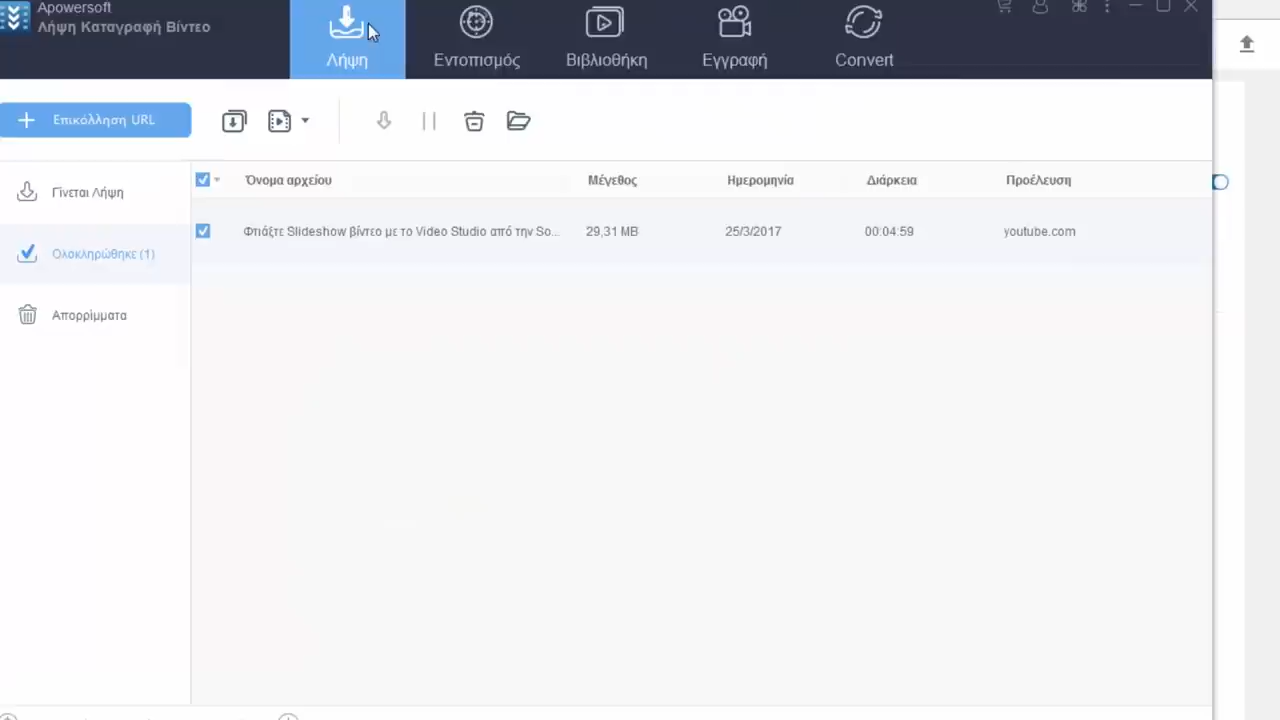 Apowersoft
Λήψη Καταγραφή Βίντεο
Λήψη
Εντοπισμός
Βιβλιοθήκη
Εγγραφή
Convert
Επικόλληση URL
Γίνεται Λήψη
Ολοκληρώθηκε (1)
Απορρίμματα
Όνομα αρχείου Μέγεθος Ημερομηνία Διάρκεια Προέλευση
Φτιάξτε Slideshow βίντεο με το Video Studio από την So... 29,31 MB 25/3/2017 00:04:59 youtube.com